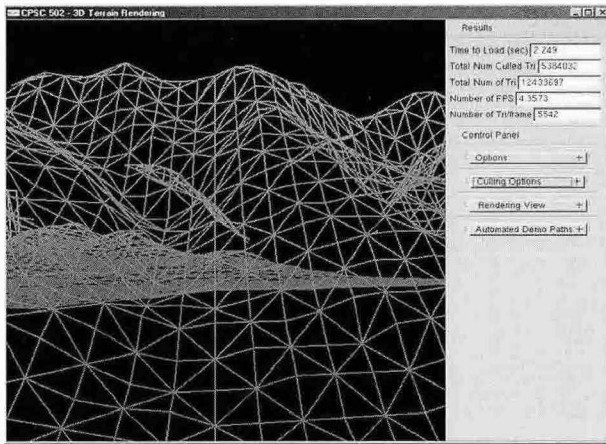 CPSC 502 - 3D Terrain Rendering
Results
Time to Load (sec) 2.249
Total Num Culled Tri 5384032
Total Num of Tri 12403697
Number of FPS 4.3573
Number of Tri/frame 5542
Control Panel
Options +
Culling Options +
Rendering View +
Automated Demo Paths +